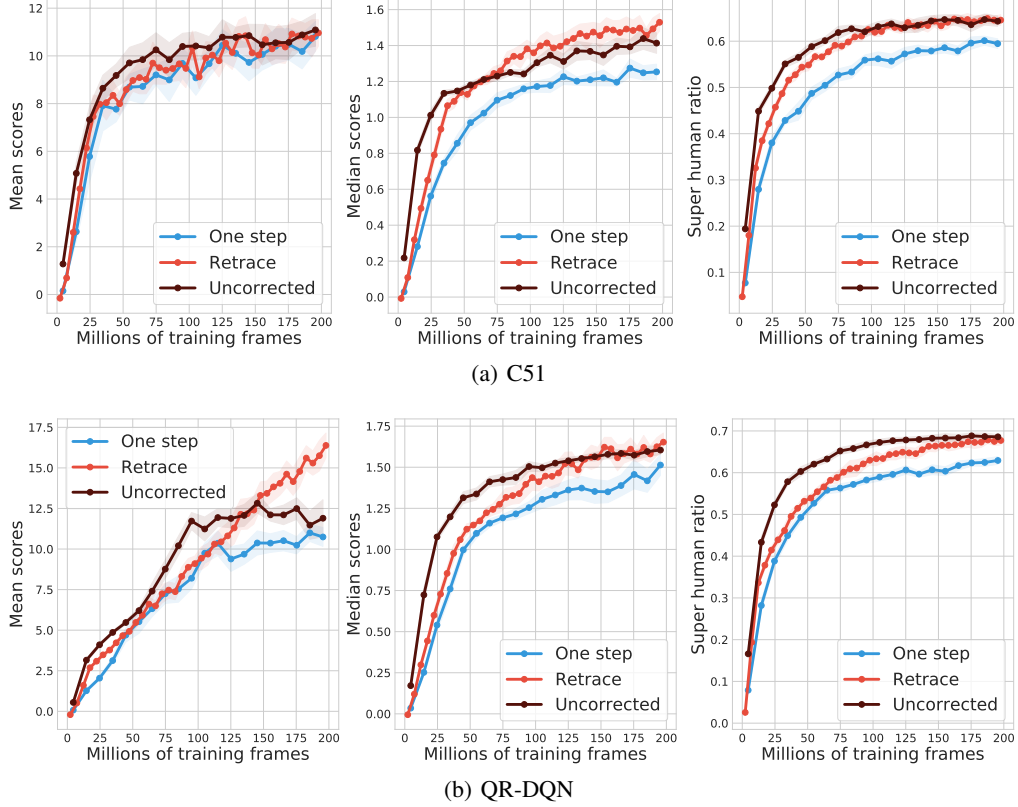 12
10
8
6
4
2
0
Mean scores
One step
Retrace
Uncorrected
0 25 50 75 100 125 150 175 200
Millions of training frames
1.6
1.4
1.2
1.0
0.8
0.6
0.4
0.2
0.0
Median scores
One step
Retrace
Uncorrected
0 25 50 75 100 125 150 175 200
Millions of training frames
0.6
0.5
0.4
0.3
0.2
0.1
Super human ratio
One step
Retrace
Uncorrected
0 25 50 75 100 125 150 175 200
Millions of training frames
(a) C51
17.5
15.0
12.5
10.0
7.5
5.0
2.5
0.0
Mean scores
One step
Retrace
Uncorrected
0 25 50 75 100 125 150 175 200
Millions of training frames
1.75
1.50
1.25
1.00
0.75
0.50
0.25
0.00
Median scores
One step
Retrace
Uncorrected
0 25 50 75 100 125 150 175 200
Millions of training frames
0.7
0.6
0.5
0.4
0.3
0.2
0.1
0.0
Super human ratio
One step
Retrace
Uncorrected
0 25 50 75 100 125 150 175 200
Millions of training frames
(b) QR-DQN